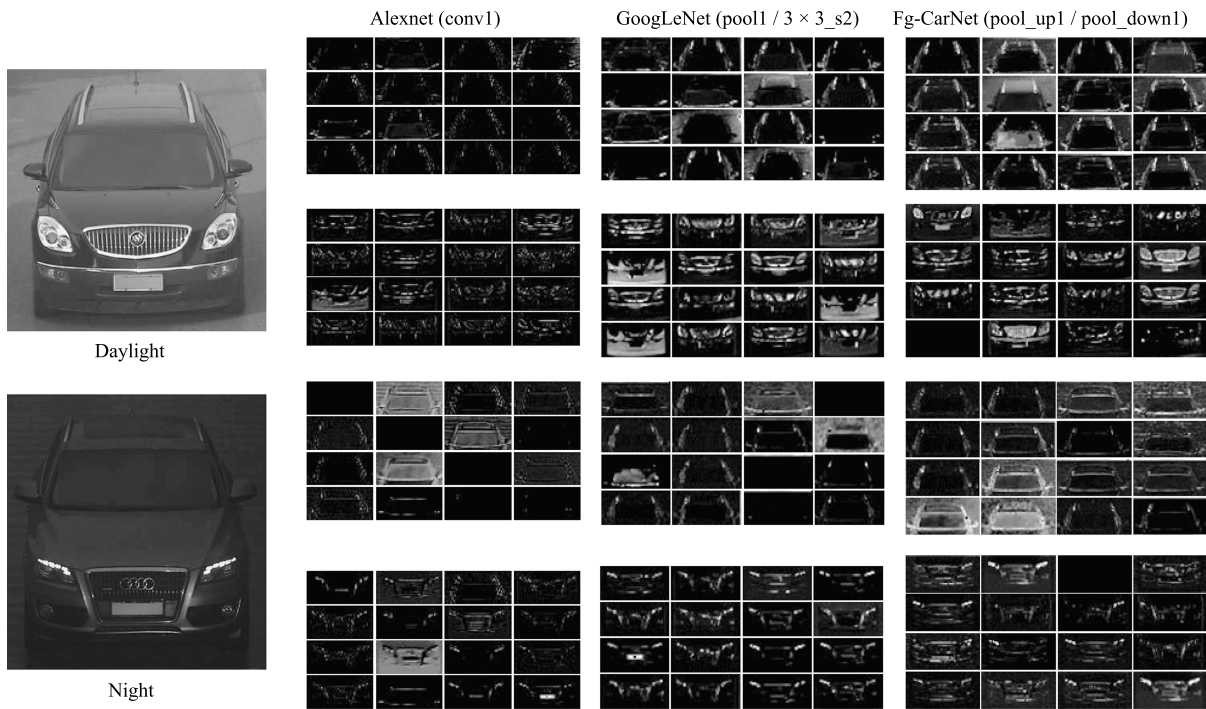 Alexnet (conv1)
GoogLeNet (pool1 / 3 × 3_s2)
Fg-CarNet (pool_up1 / pool_down1)
Daylight
Night